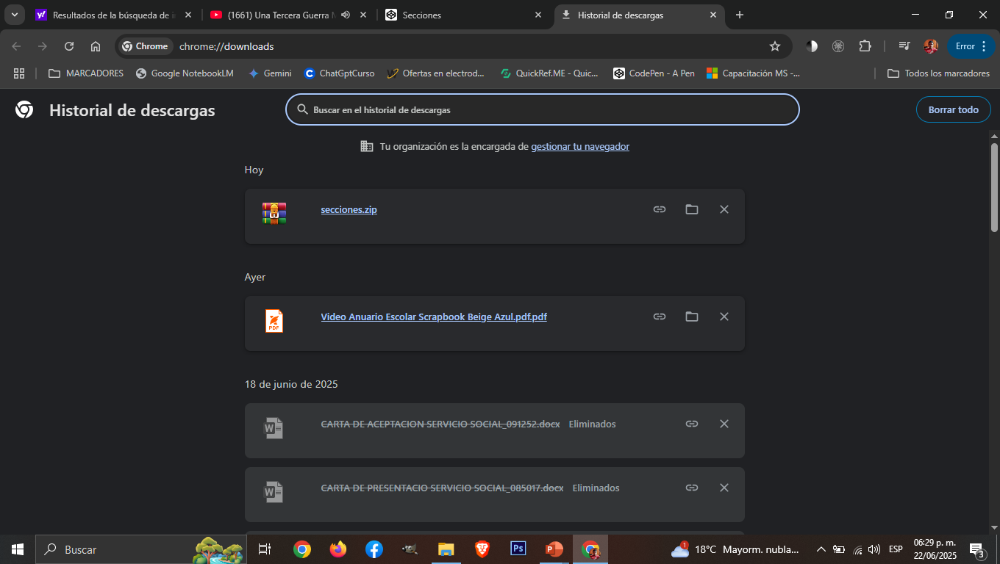 Resultados de la búsqueda de i
(1661) Una Tercera Guerra M
Secciones
Historial de descargas
Chrome
chrome://downloads
Error
MARCADORES
Google NotebookLM
Gemini
ChatGptCurso
Ofertas en electrod...
QuickRef.ME - Quic...
CodePen - A Pen
Capacitación MS -...
Todos los marcadores
Historial de descargas
Buscar en el historial de descargas
Borrar todo
Tu organización es la encargada de gestionar tu navegador
Hoy
secciones.zip
Ayer
PDF
Video Anuario Escolar Scrapbook Beige Azul.pdf.pdf
18 de junio de 2025
CARTA DE ACEPTACION SERVICIO SOCIAL_091252.docx Eliminados
CARTA DE PRESENTACIO SERVICIO SOCIAL_085017.docx Eliminados
Buscar
Ps
1
18°C Mayorm. nubla...
ESP
06:29 p. m.
22/06/2025
3